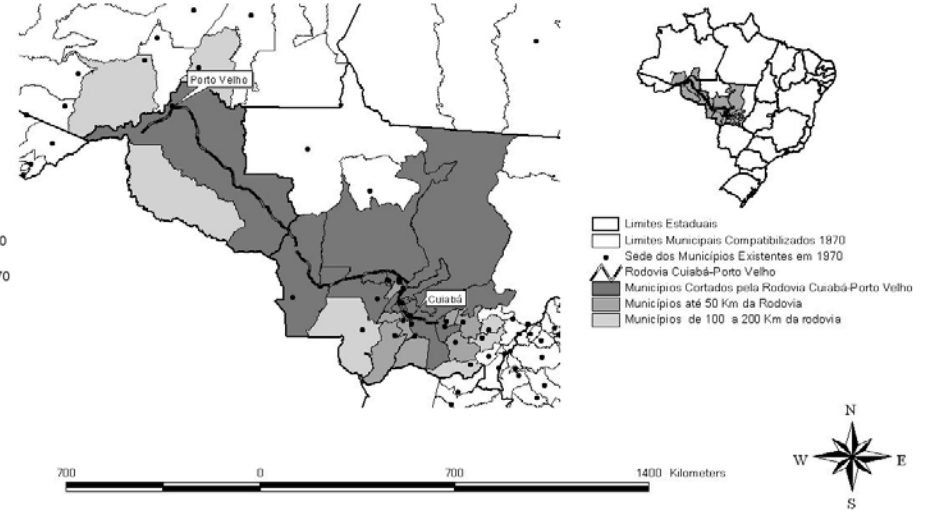 Porto Velho
Cuiabá
Limites Estaduais
Limites Municipais Compatibilizados 1970
Sede dos Municípios Existentes em 1970
Rodovia Cuiabá-Porto Velho
Municípios Cortados pela Rodovia Cuiabá-Porto Velho
Municípios até 50 Km da Rodovia
Municípios de 100 a 200 Km da rodovia
0
70
N
W E
S
700 0 700 1400 Kilometers